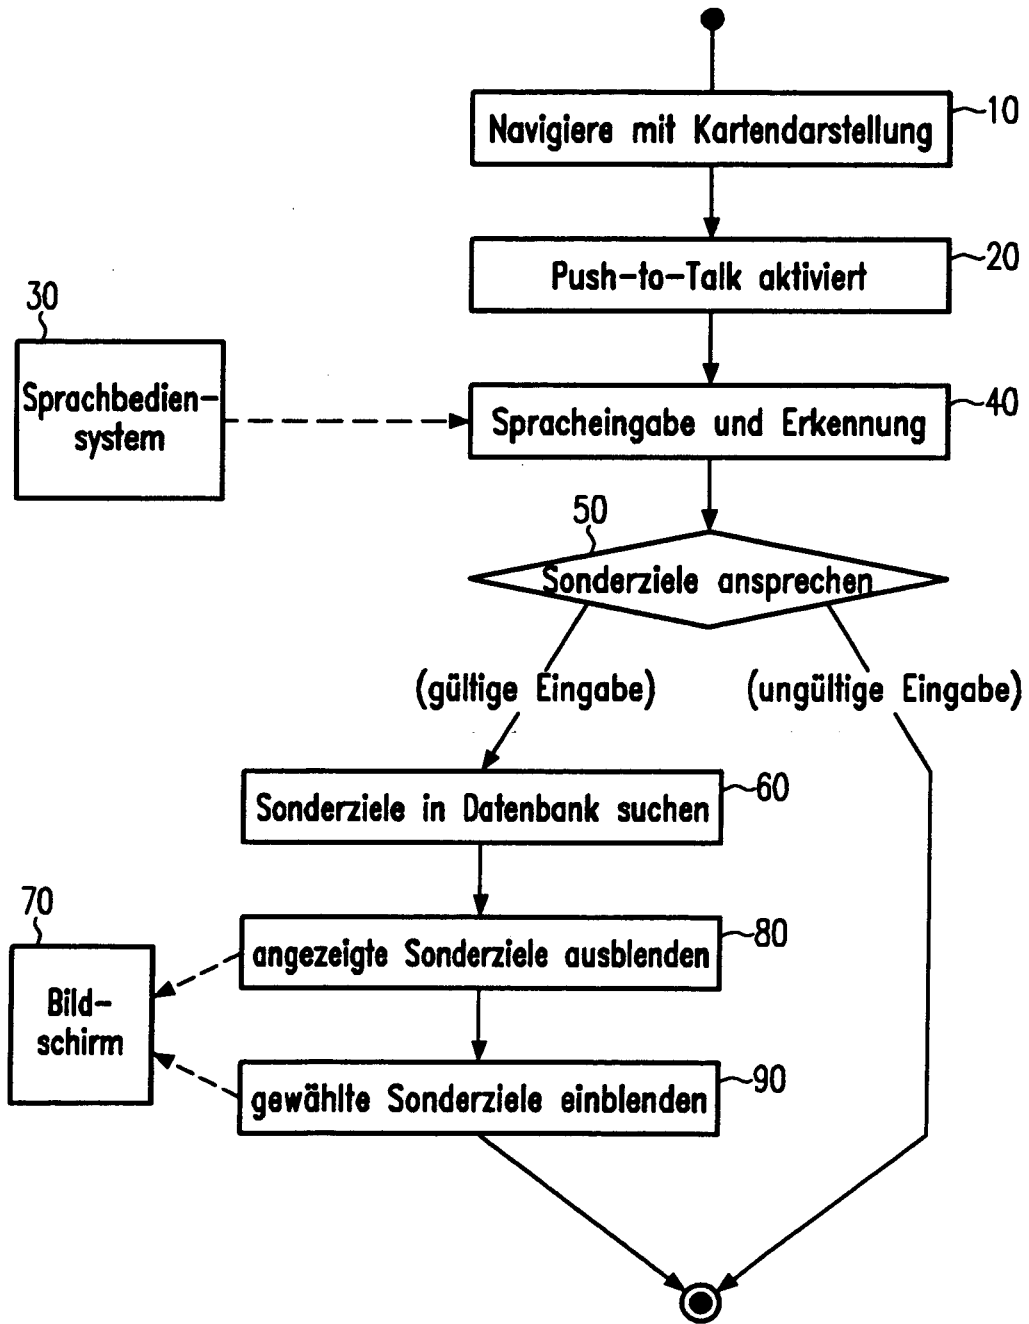 Navigiere mit Kartendarstellung
10
Push-to-Talk aktiviert
20
30
Sprachbedien-
system
Spracheingabe und Erkennung
40
50
Sonderziele ansprechen
(gültige Eingabe)
(ungültige Eingabe)
Sonderziele in Datenbank suchen
60
70
Bild-
schirm
angezeigte Sonderziele ausblenden
80
gewählte Sonderziele einblenden
90